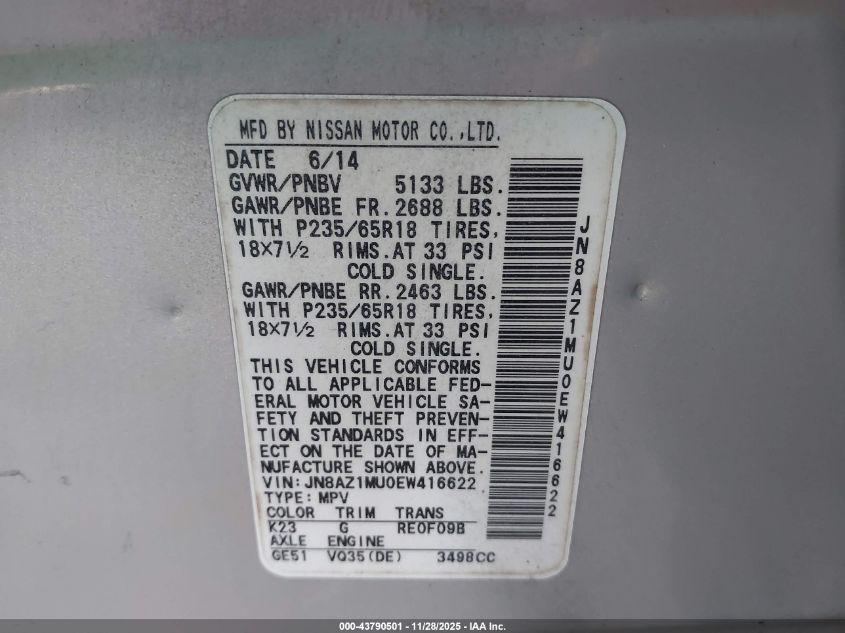 MFD BY NISSAN MOTOR CO.,LTD.
DATE 6/14
GVWR/PNBV 5133 LBS.
GAWR/PNBE FR. 2688 LBS.
WITH P235/65R18 TIRES,
18X7½ RIMS.AT 33 PSI
COLD SINGLE.
GAWR/PNBE RR. 2463 LBS.
WITH P235/65R18 TIRES,
18X7½ RIMS.AT 33 PSI
COLD SINGLE.
THIS VEHICLE CONFORMS
TO ALL APPLICABLE FED-
ERAL MOTOR VEHICLE SA-
FETY AND THEFT PREVEN-
TION STANDARDS IN EFF-
ECT ON THE DATE OF MA-
NUFACTURE SHOWN ABOVE.
VIN:JN8AZ1MU0EW416622
TYPE: MPV
COLOR TRIM TRANS
K23 G RE0F09B
AXLE ENGINE
GE51 VQ35(DE) 3498CC
JN8AZ1MU0EW416622
000-43790501 - 11/28/2025 - IAA Inc.